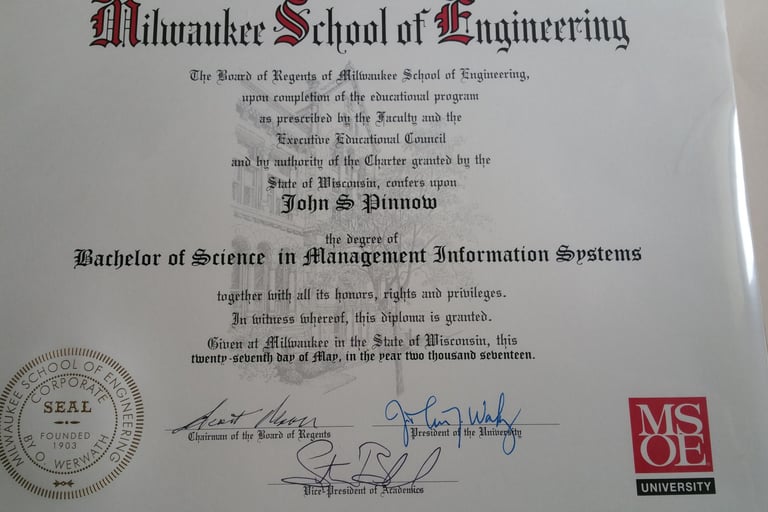 Milwaukee School of Engineering
The Board of Regents of Milwaukee School of Engineering,
upon completion of the educational program
as prescribed by the Faculty and the
Executive Educational Council
and by authority of the Charter granted by the
State of Wisconsin, confers upon
John S Pinnow
the degree of
Bachelor of Science in Management Information Systems
together with all its honors, rights and privileges.
In witness whereof, this diploma is granted.
Given at Milwaukee in the State of Wisconsin, this
twenty-seventh day of May, in the year two thousand seventeen.
MILWAUKEE SCHOOL OF ENGINEERING
BY O. WERWATH
CORPORATE
SEAL
FOUNDED
1903
Chairman of the Board of Regents
President of the University
Vice-President of Academics
MS
OE
UNIVERSITY